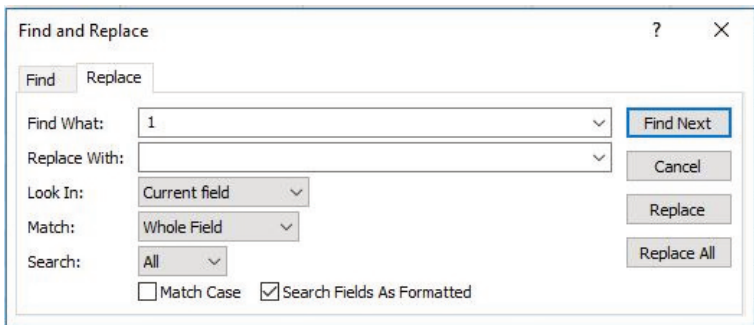 Find and Replace ?
Find Replace
Find What: 1 Find Next
Replace With: Cancel
Look In: Current field
Replace
Match: Whole Field
Replace All
Search: All
Match Case Search Fields As Formatted